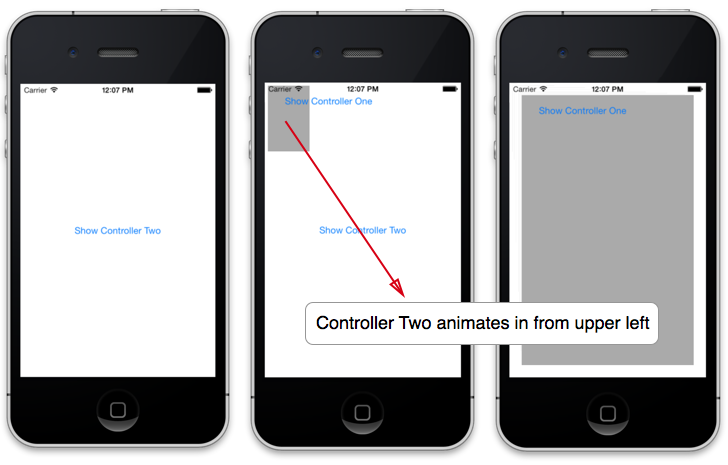 Carrier 12:07 PM
Show Controller Two
Carrier 12:07 PM
Show Controller One
Show Controller Two
Carrier 12:07 PM
Show Controller One
Controller Two animates in from upper left